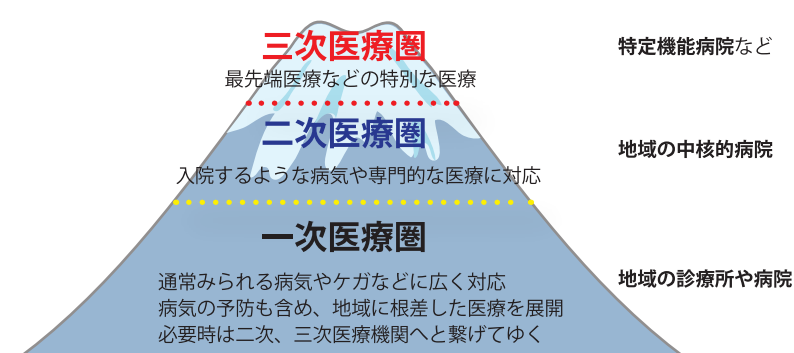 三次医療圏
特定機能病院など
最先端医療などの特別な医療
二次医療圏
地域の中核的病院
入院するような病気や専門的な医療に対応
一次医療圏
地域の診療所や病院
通常みられる病気やケガなどに広く対応
病気の予防も含め、地域に根差した医療を展開
必要時は二次、三次医療機関へと繋げてゆく